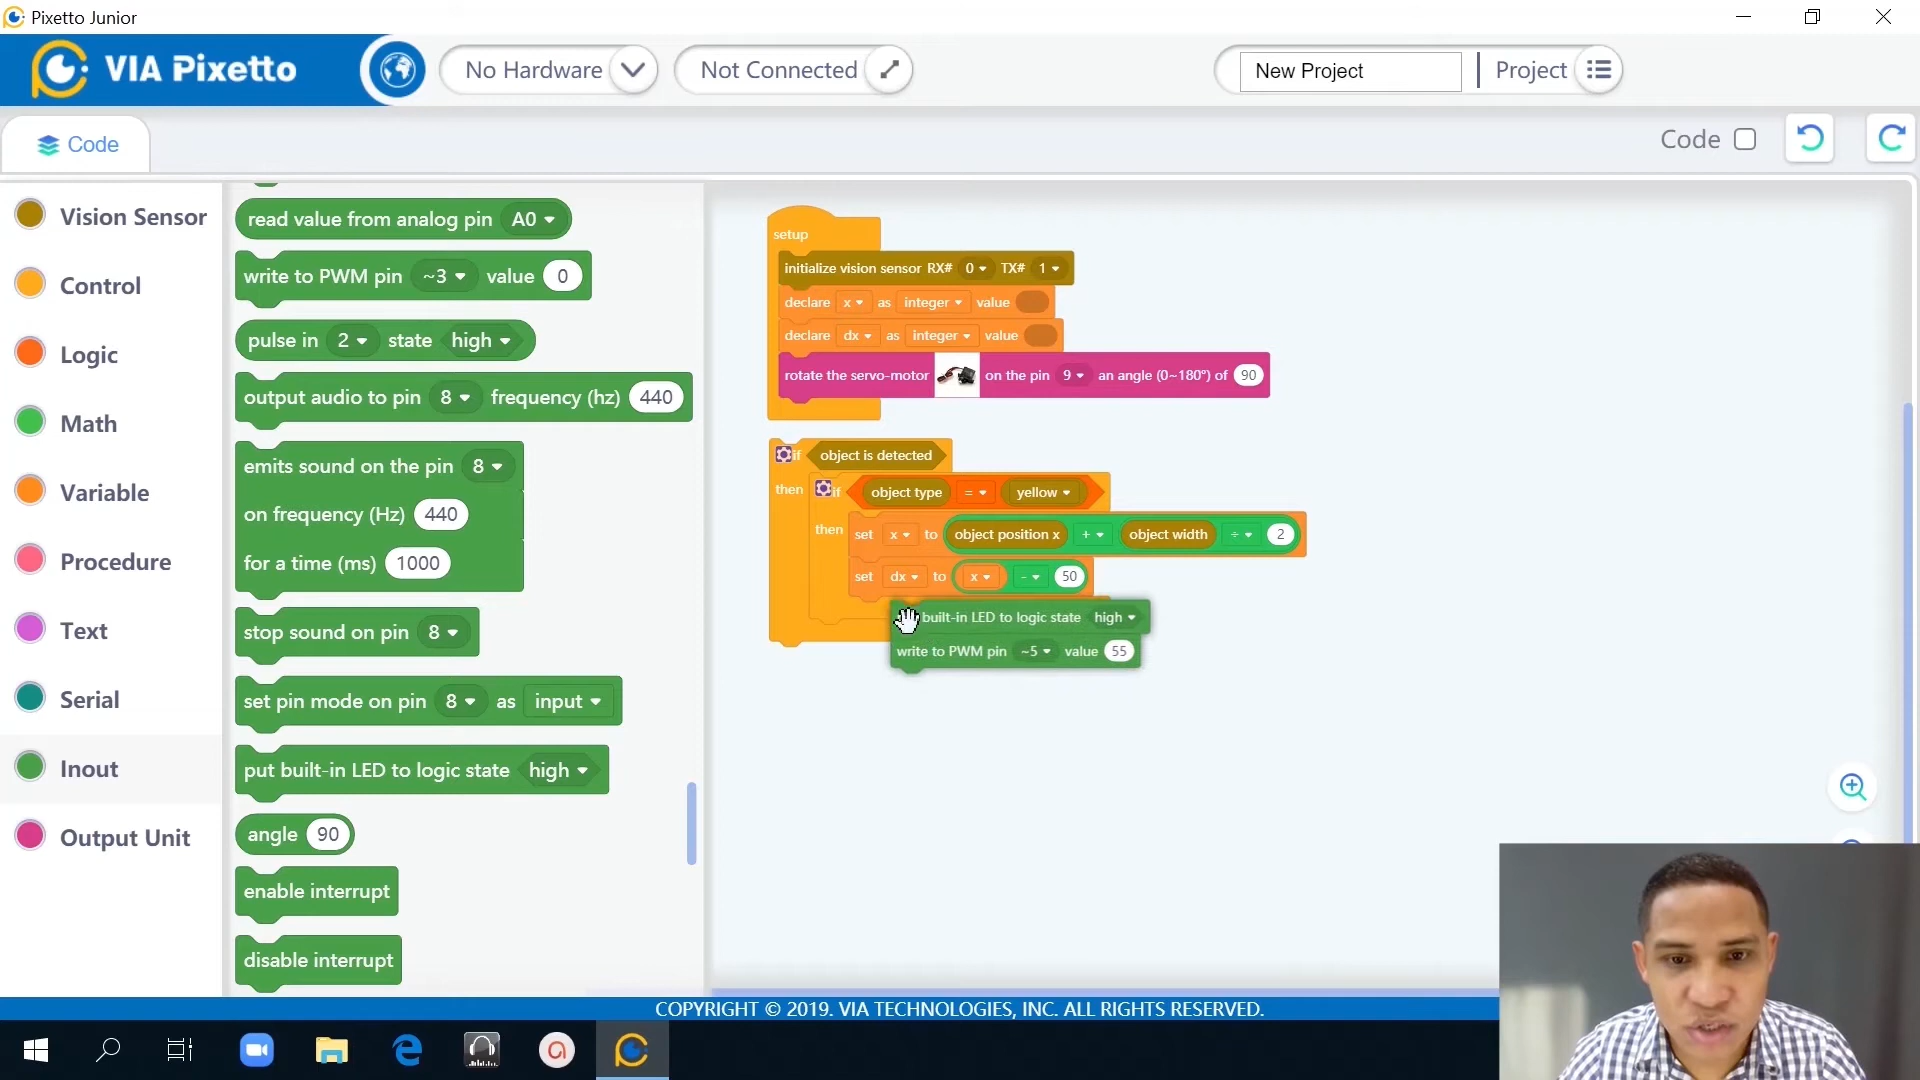 Pixetto Junior
VIA Pixetto
No Hardware
Not Connected
New Project
Project
Code
Code
Vision Sensor
Control
Logic
Math
Variable
Procedure
Text
Serial
Inout
Output Unit
read value from analog pin A0
write to PWM pin ~3 value 0
pulse in 2 state high
output audio to pin 8 frequency (hz) 440
emits sound on the pin 8
on frequency (Hz) 440
for a time (ms) 1000
stop sound on pin 8
set pin mode on pin 8 as input
put built-in LED to logic state high
angle 90
enable interrupt
disable interrupt
setup
initialize vision sensor RX# 0 TX# 1
declare x as integer value
declare dx as integer value
rotate the servo-motor on the pin 9 an angle (0~180°) of 90
if object is detected
then if object type = yellow
then set x to object position x + object width ÷ 2
set dx to x - 50
built-in LED to logic state high
write to PWM pin ~5 value 55
COPYRIGHT © 2019. VIA TECHNOLOGIES, INC. ALL RIGHTS RESERVED.